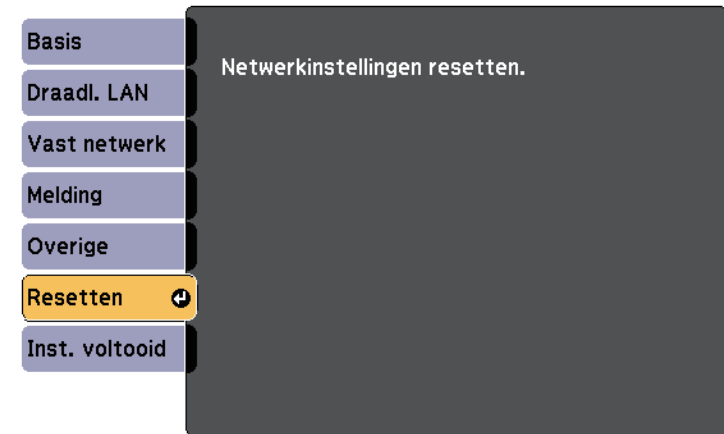 Basis
Netwerkinstellingen resetten.
Draadl. LAN
Vast netwerk
Melding
Overige
Resetten
Inst. voltooid